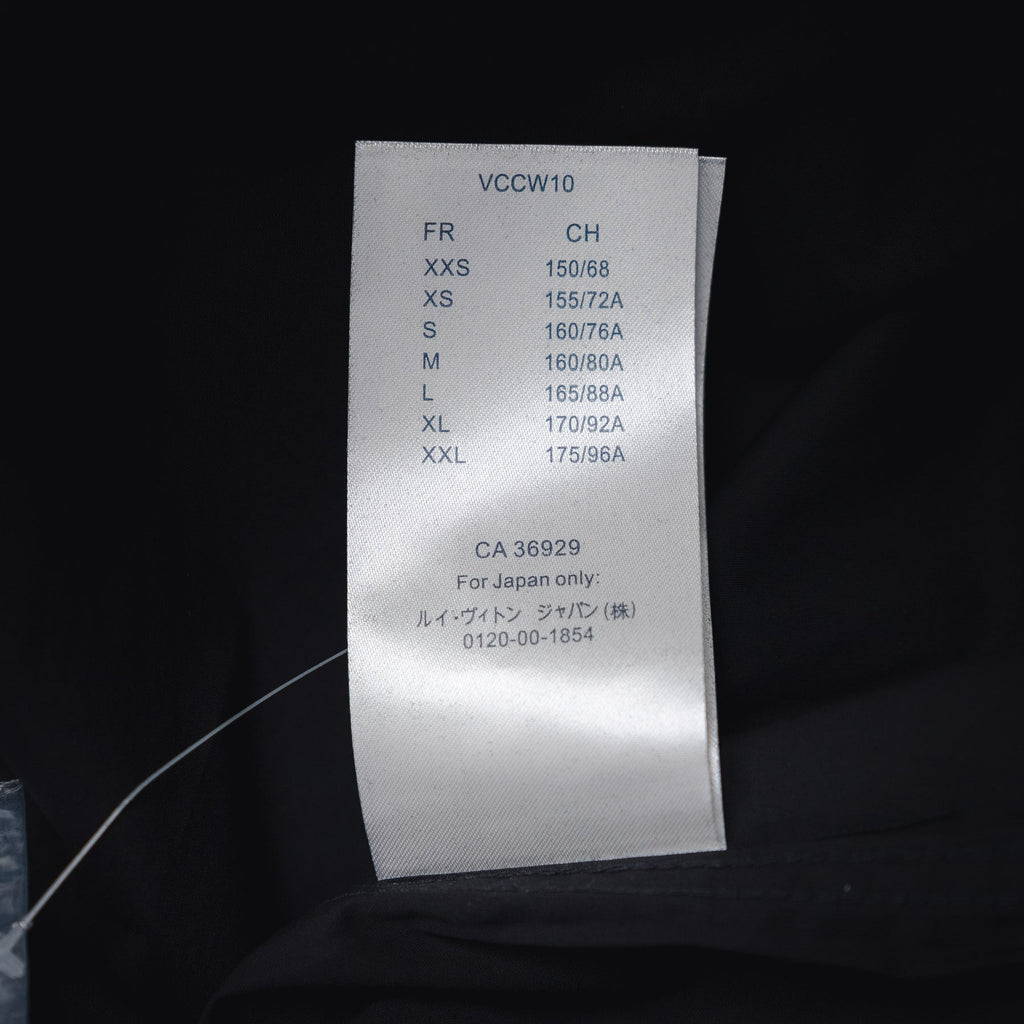 VCCW10
FR CH
XXS 150/68
XS 155/72A
S 160/76A
M 160/80A
L 165/88A
XL 170/92A
XXL 175/96A
CA 36929
For Japan only:
ルイ・ヴィトン ジャパン(株)
0120-00-1854